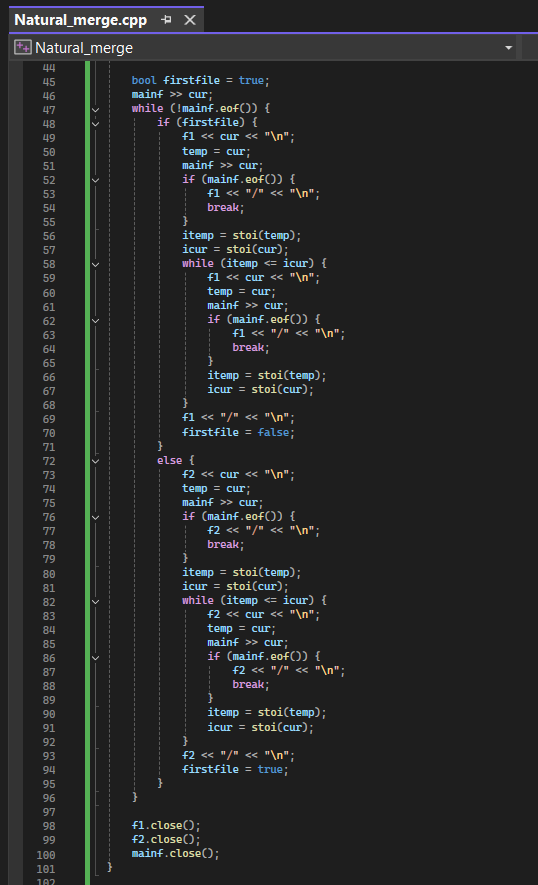 Natural_merge.cpp
Natural_merge
44
45 bool firstfile = true;
46 mainf >> cur;
47 while (!mainf.eof()) {
48 if (firstfile) {
49 f1 << cur << "\n";
50 temp = cur;
51 mainf >> cur;
52 if (mainf.eof()) {
53 f1 << "/" << "\n";
54 break;
55 }
56 itemp = stoi(temp);
57 icur = stoi(cur);
58 while (itemp <= icur) {
59 f1 << cur << "\n";
60 temp = cur;
61 mainf >> cur;
62 if (mainf.eof()) {
63 f1 << "/" << "\n";
64 break;
65 }
66 itemp = stoi(temp);
67 icur = stoi(cur);
68 }
69 f1 << "/" << "\n";
70 firstfile = false;
71 }
72 else {
73 f2 << cur << "\n";
74 temp = cur;
75 mainf >> cur;
76 if (mainf.eof()) {
77 f2 << "/" << "\n";
78 break;
79 }
80 itemp = stoi(temp);
81 icur = stoi(cur);
82 while (itemp <= icur) {
83 f2 << cur << "\n";
84 temp = cur;
85 mainf >> cur;
86 if (mainf.eof()) {
87 f2 << "/" << "\n";
88 break;
89 }
90 itemp = stoi(temp);
91 icur = stoi(cur);
92 }
93 f2 << "/" << "\n";
94 firstfile = true;
95 }
96 }
97
98 f1.close();
99 f2.close();
100 mainf.close();
101 }
102